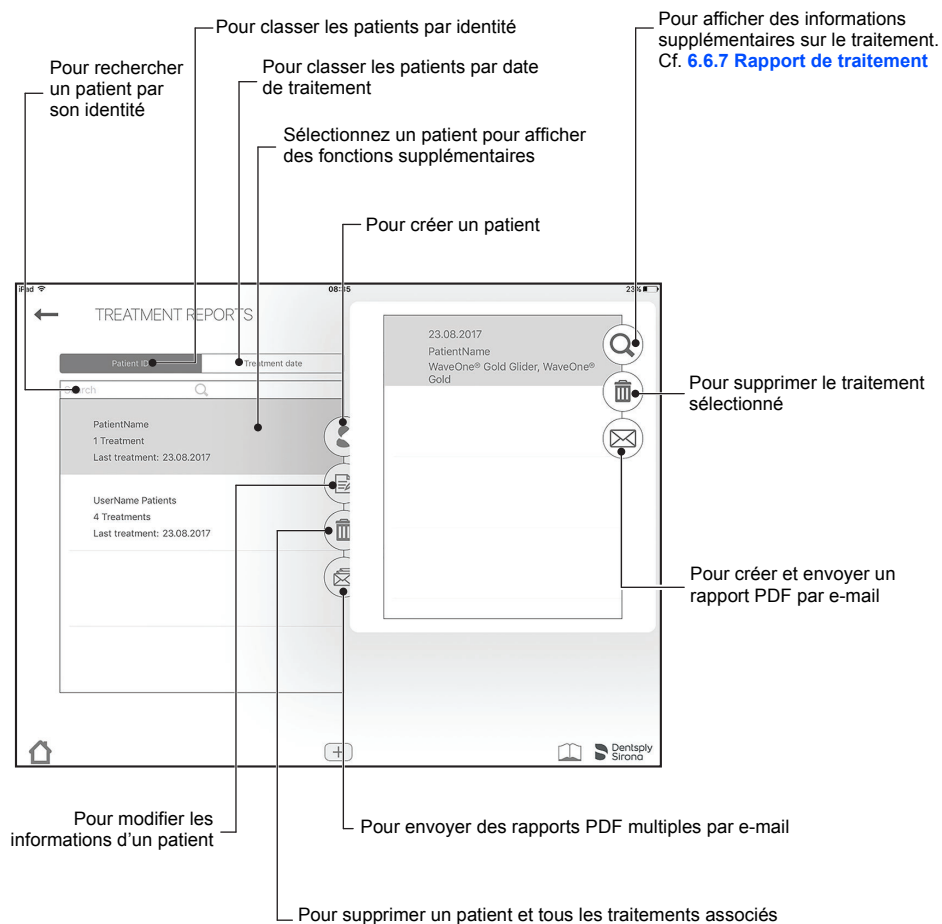 Pour classer les patients par identité
Pour afficher des informations
supplémentaires sur le traitement.
Cf. 6.6.7 Rapport de traitement
Pour rechercher
un patient par
son identité
Pour classer les patients par date
de traitement
Sélectionnez un patient pour afficher
des fonctions supplémentaires
Pour créer un patient
iPad
23%
TREATMENT REPORTS
Patient ID
Treatment date
PatientName
1 Treatment
Last treatment: 23.08.2017
UserName Patients
4 Treatments
Last treatment: 23.08.2017
23.08.2017
PatientName
WaveOne® Gold Glider, WaveOne®
Gold
Pour supprimer le traitement
sélectionné
Pour créer et envoyer un
rapport PDF par e-mail
Dentsply
Sirona
Pour modifier les
informations d'un patient
Pour envoyer des rapports PDF multiples par e-mail
Pour supprimer un patient et tous les traitements associés